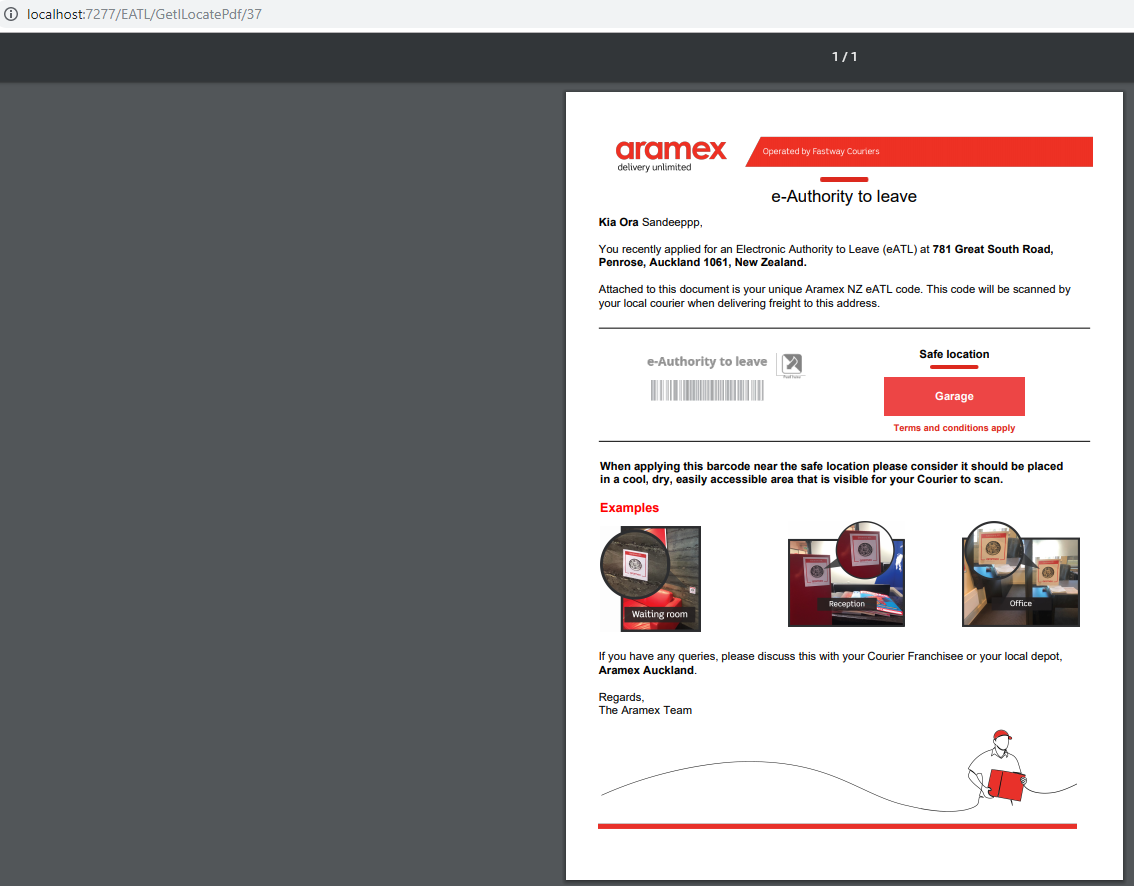 localhost:7277/EATL/GetILocatePdf/37
1 / 1
aramex
delivery unlimited
Operated by Fastway Couriers
e-Authority to leave
Kia Ora Sandeeppp,
You recently applied for an Electronic Authority to Leave (eATL) at 781 Great South Road,
Penrose, Auckland 1061, New Zealand.
Attached to this document is your unique Aramex NZ eATL code. This code will be scanned by
your local courier when delivering freight to this address.
e-Authority to leave
Safe location
Garage
Terms and conditions apply
When applying this barcode near the safe location please consider it should be placed
in a cool, dry, easily accessible area that is visible for your Courier to scan.
Examples
Waiting room
Reception
Office
If you have any queries, please discuss this with your Courier Franchisee or your local depot,
Aramex Auckland.
Regards,
The Aramex Team